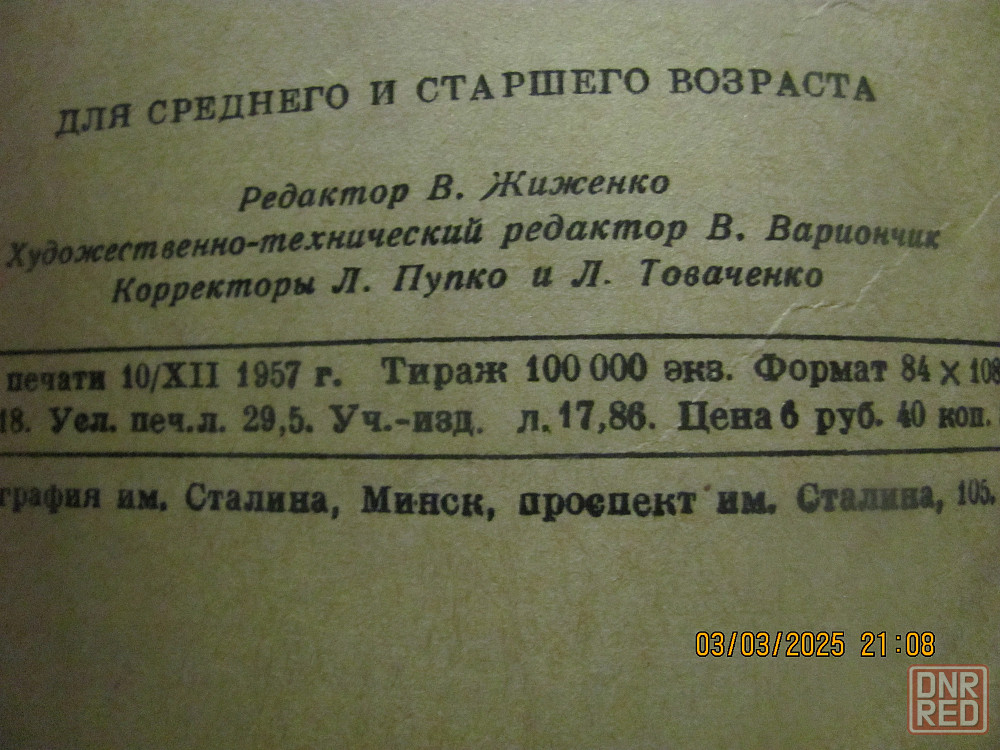 ДЛЯ СРЕДНЕГО И СТАРШЕГО ВОЗРАСТА
Редактор В. Жиженко
Художественно-технический редактор В. Вариончик
Корректоры Л. Пупко и Л. Товаченко
печати 10/XII 1957 г. Тираж 100 000 экз. Формат 84 × 108
18. Усл. печ.л. 29,5. Уч.-изд. л. 17,86. Цена 6 руб. 40 коп.
графия им. Сталина, Минск, проспект им. Сталина, 105.
03/03/2025 21:08
DNR
RED